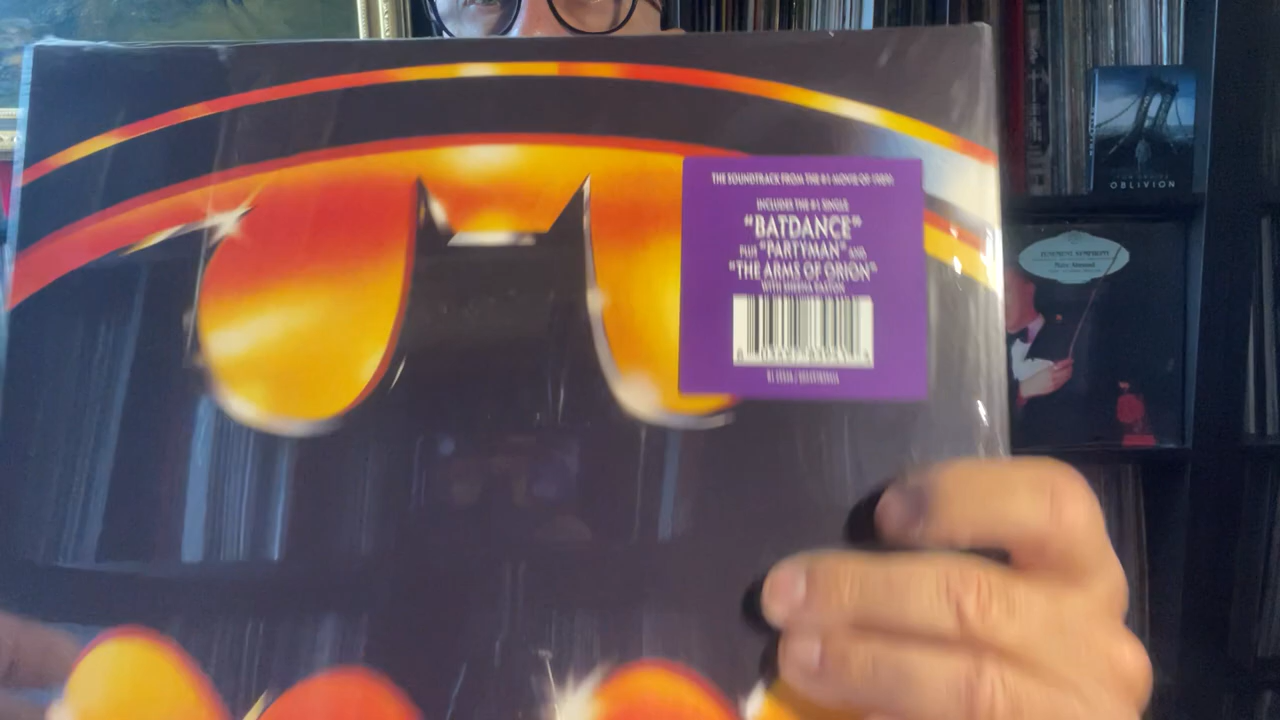 THE SOUNDTRACK FROM THE #1 MOVIE OF 1989!
INCLUDES THE #1 SINGLE
"BATDANCE"
PLUS "PARTYMAN" AND
"THE ARMS OF ORION"
WITH SHEENA EASTON
OBLIVION